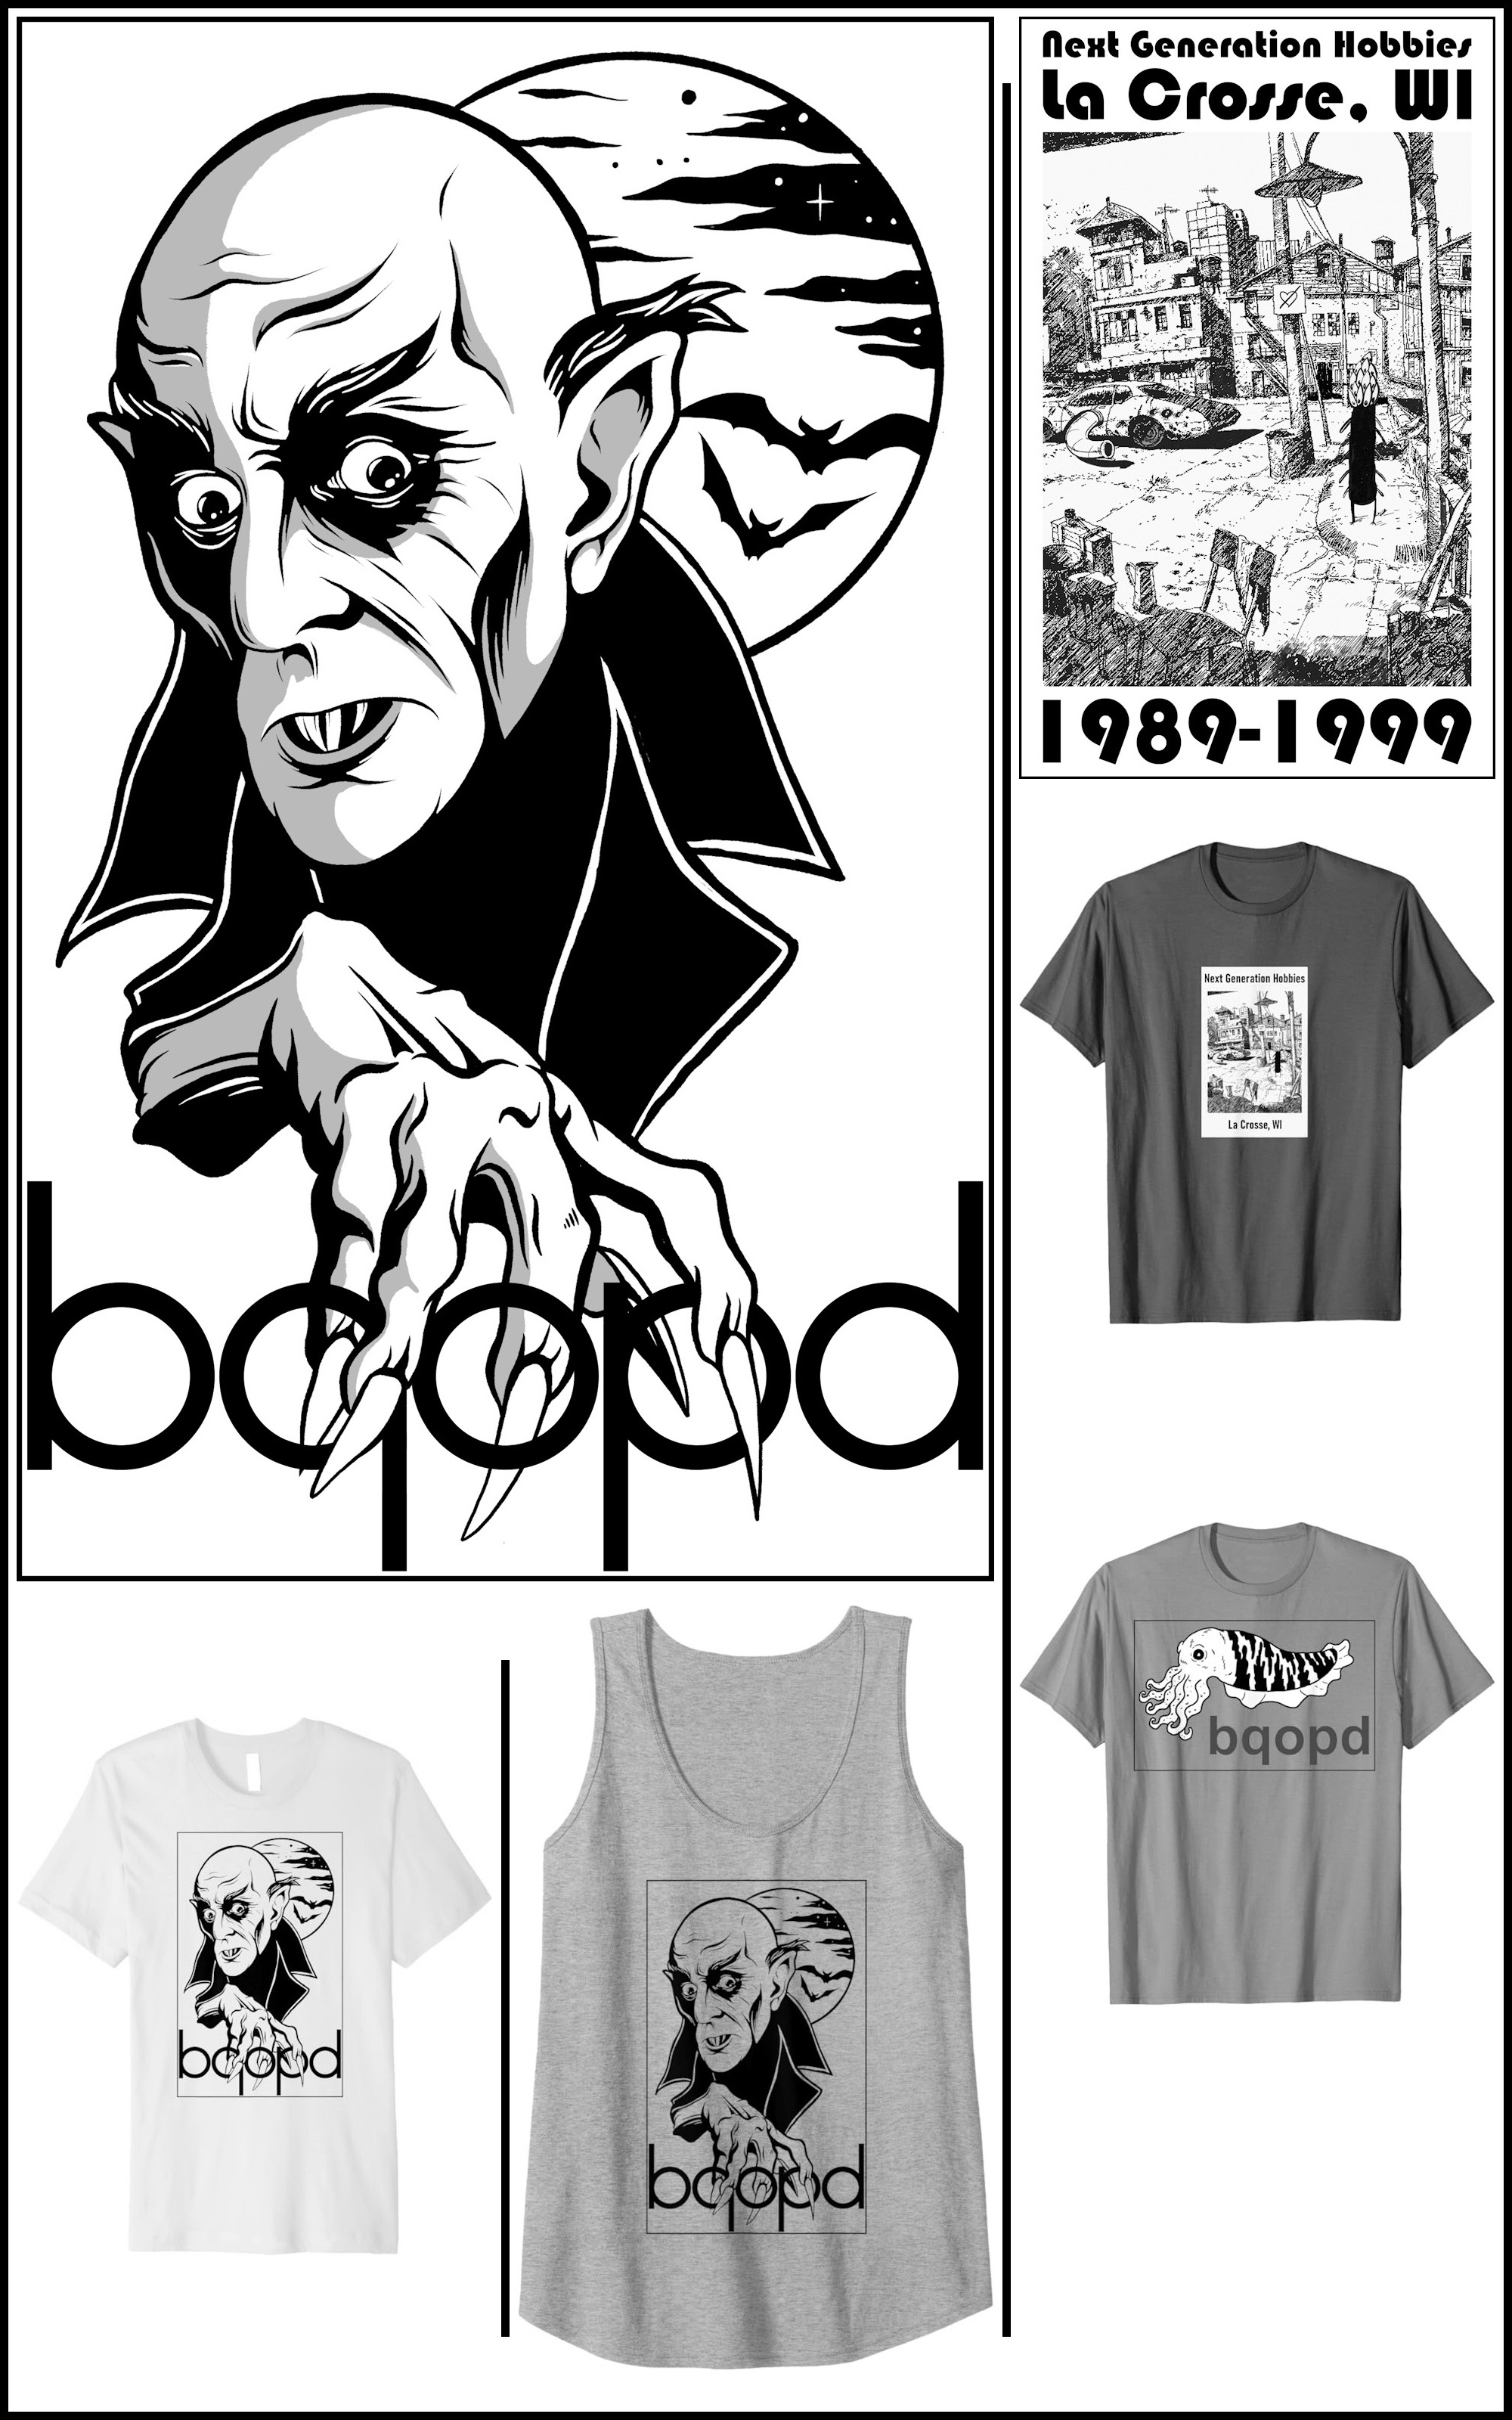 bqopd
Next Generation Hobbies
La Crosse, WI
1989-1999
Next Generation Hobbies
La Crosse, WI
bqopd
bqopd
bqopd